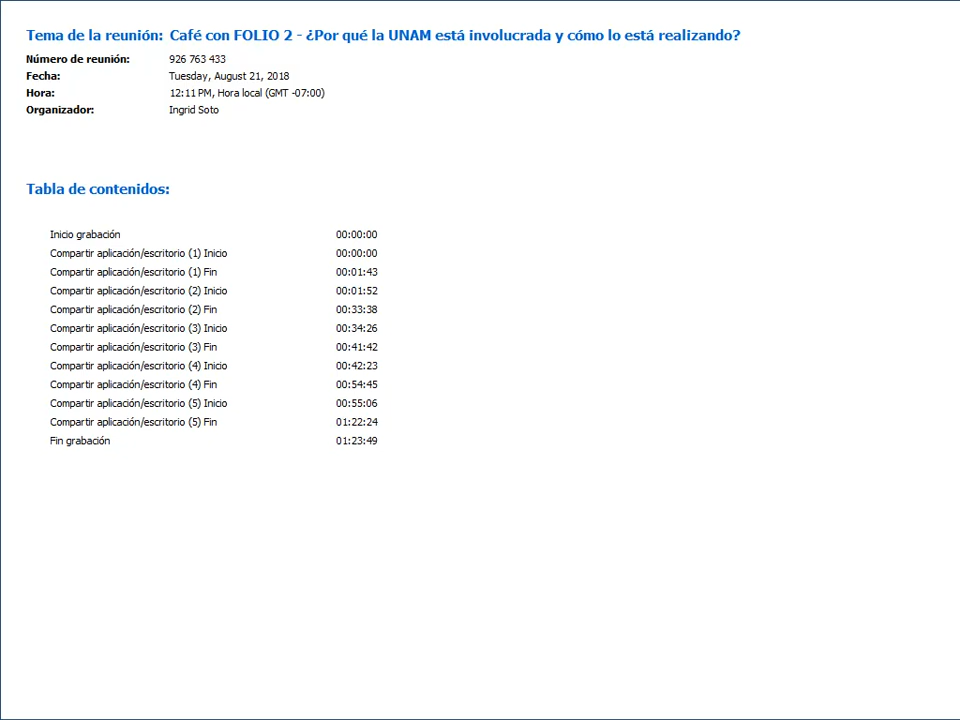 Tema de la reunión: Café con FOLIO 2 - ¿Por qué la UNAM está involucrada y cómo lo está realizando?
Número de reunión: 926 763 433
Fecha: Tuesday, August 21, 2018
Hora: 12:11 PM, Hora local (GMT -07:00)
Organizador: Ingrid Soto
Tabla de contenidos:
Inicio grabación 00:00:00
Compartir aplicación/escritorio (1) Inicio 00:00:00
Compartir aplicación/escritorio (1) Fin 00:01:43
Compartir aplicación/escritorio (2) Inicio 00:01:52
Compartir aplicación/escritorio (2) Fin 00:33:38
Compartir aplicación/escritorio (3) Inicio 00:34:26
Compartir aplicación/escritorio (3) Fin 00:41:42
Compartir aplicación/escritorio (4) Inicio 00:42:23
Compartir aplicación/escritorio (4) Fin 00:54:45
Compartir aplicación/escritorio (5) Inicio 00:55:06
Compartir aplicación/escritorio (5) Fin 01:22:24
Fin grabación 01:23:49